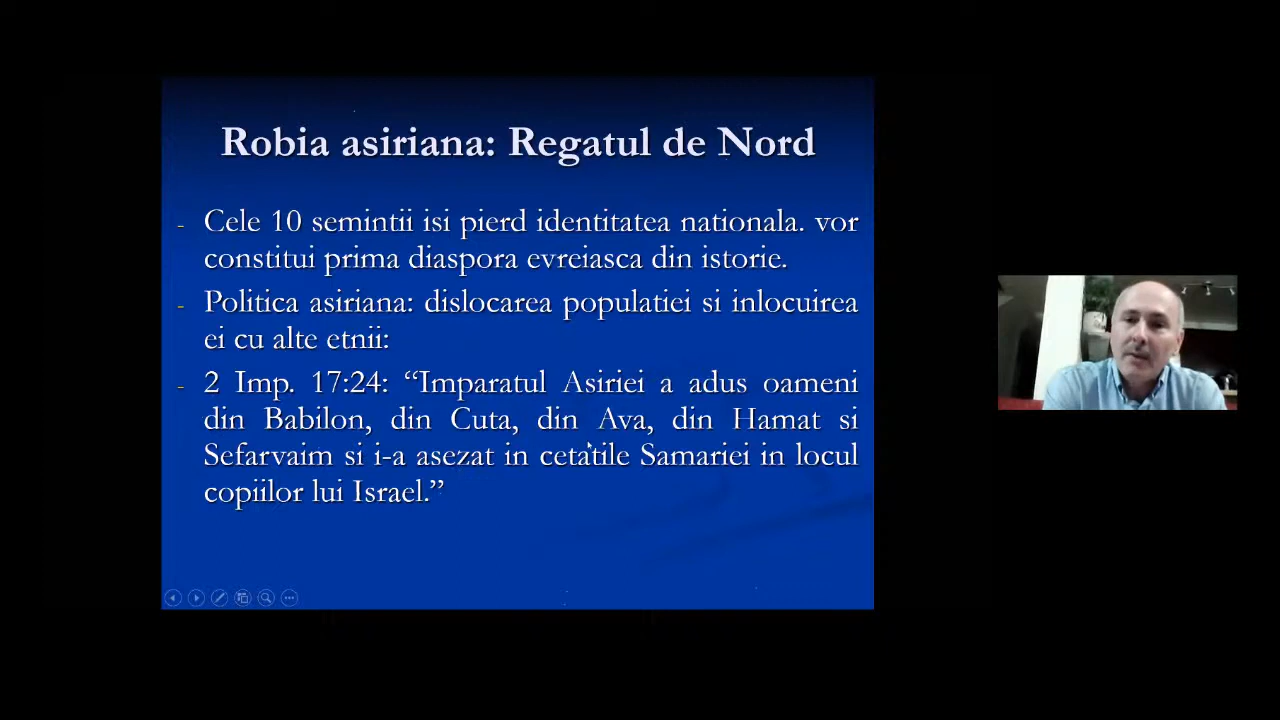 Robia asiriana: Regatul de Nord
- Cele 10 semintii isi pierd identitatea nationala. vor
constitui prima diaspora evreiasca din istorie.
- Politica asiriana: dislocarea populatiei si inlocuirea
ei cu alte etnii:
- 2 Imp. 17:24: “Imparatul Asiriei a adus oameni
din Babilon, din Cuta, din Ava, din Hamat si
Sefarvaim si i-a asezat in cetatile Samariei in locul
copiilor lui Israel.”